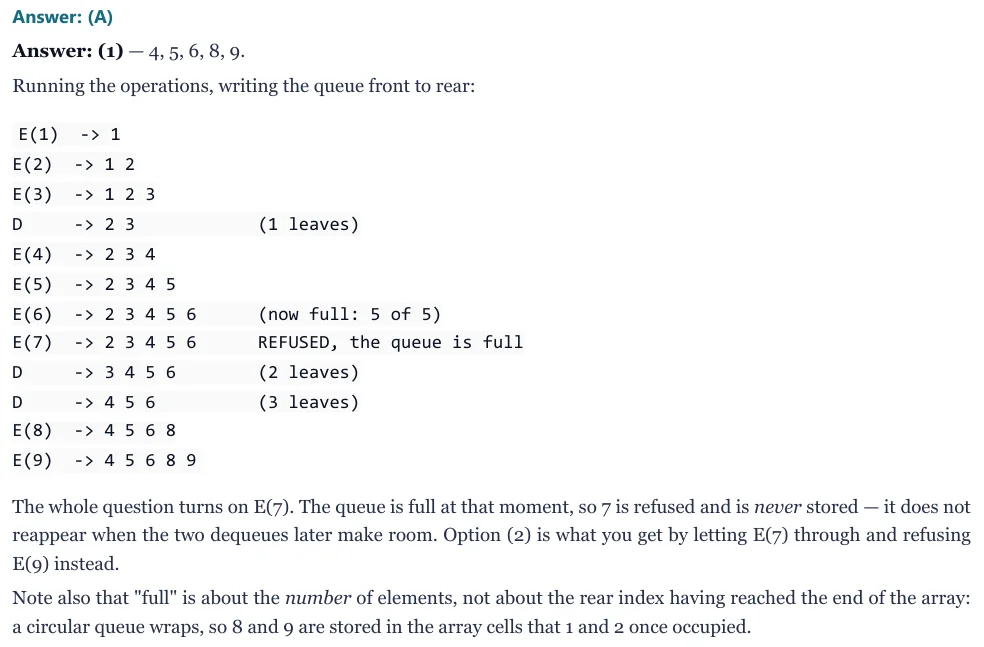 Answer: (A)
Answer: (1) — 4, 5, 6, 8, 9.
Running the operations, writing the queue front to rear:
E(1)  -> 1
E(2)  -> 1 2
E(3)  -> 1 2 3
D     -> 2 3            (1 leaves)
E(4)  -> 2 3 4
E(5)  -> 2 3 4 5
E(6)  -> 2 3 4 5 6      (now full: 5 of 5)
E(7)  -> 2 3 4 5 6      REFUSED, the queue is full
D     -> 3 4 5 6        (2 leaves)
D     -> 4 5 6          (3 leaves)
E(8)  -> 4 5 6 8
E(9)  -> 4 5 6 8 9
The whole question turns on E(7). The queue is full at that moment, so 7 is refused and is never stored — it does not
reappear when the two dequeues later make room. Option (2) is what you get by letting E(7) through and refusing
E(9) instead.
Note also that "full" is about the number of elements, not about the rear index having reached the end of the array:
a circular queue wraps, so 8 and 9 are stored in the array cells that 1 and 2 once occupied.